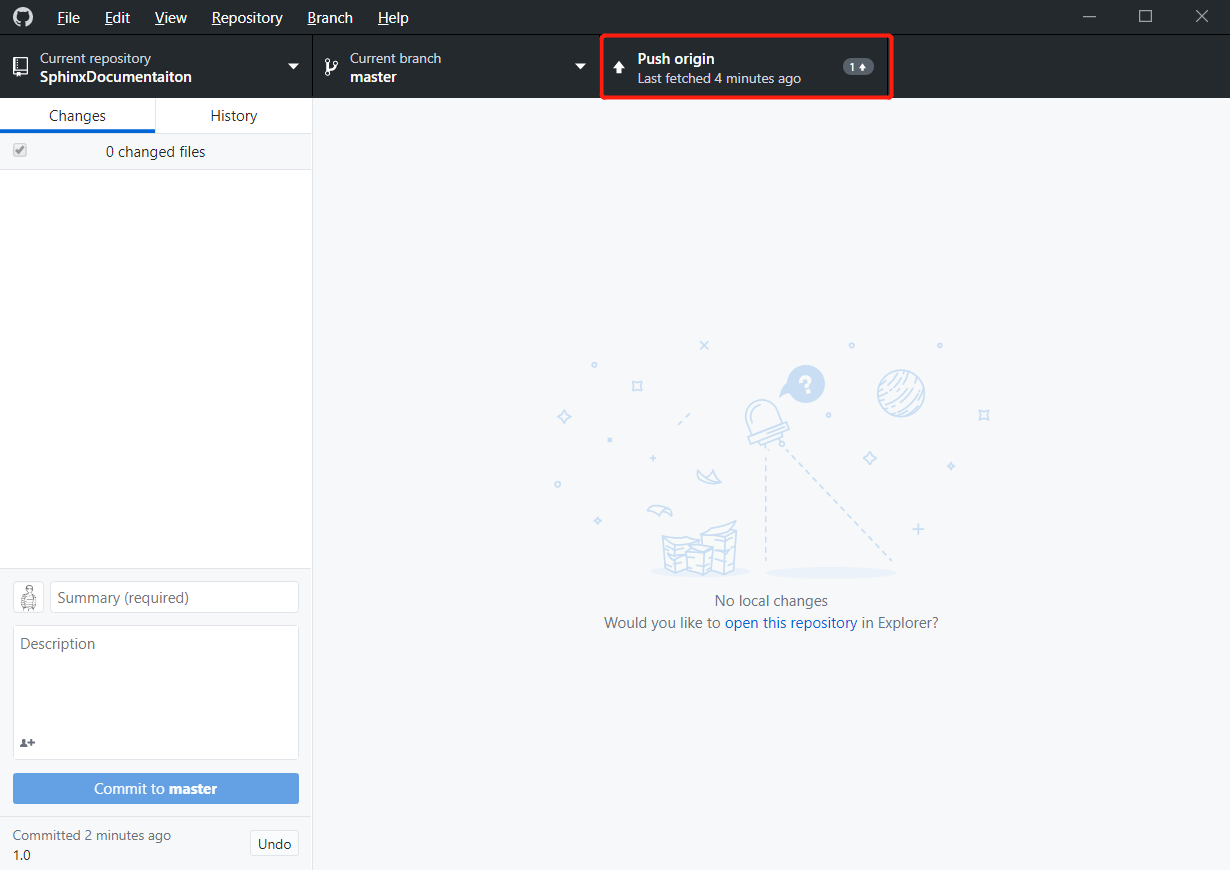 File Edit View Repository Branch Help
Current repository
SphinxDocumentaiton
Current branch
master
Push origin
Last fetched 4 minutes ago
1
Changes History
0 changed files
?
No local changes
Would you like to open this repository in Explorer?
Summary (required)
Description
Commit to master
Committed 2 minutes ago
1.0
Undo